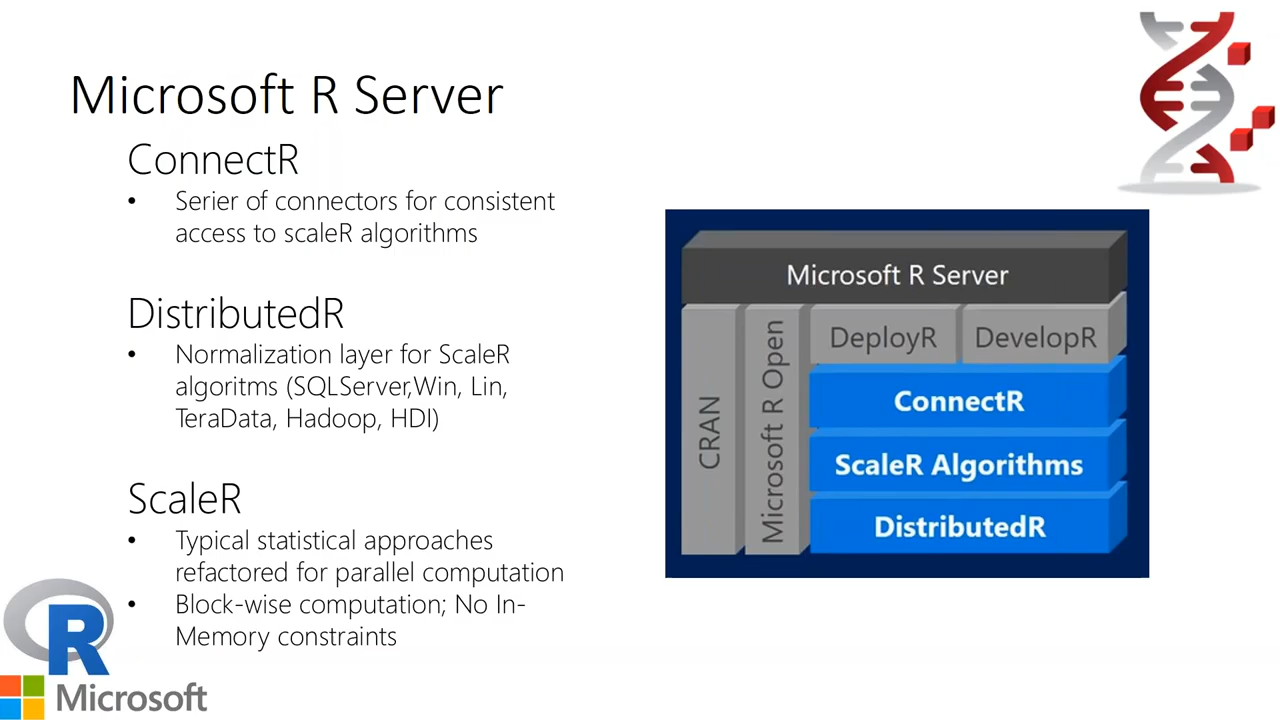 Microsoft R Server
ConnectR
• Serier of connectors for consistent
access to scaleR algorithms
DistributedR
• Normalization layer for ScaleR
algoritms (SQLServer,Win, Lin,
TeraData, Hadoop, HDI)
ScaleR
• Typical statistical approaches
refactored for parallel computation
• Block-wise computation; No In-
Memory constraints
Microsoft R Server
CRAN
Microsoft R Open
DeployR
DevelopR
ConnectR
ScaleR Algorithms
DistributedR
R
Microsoft